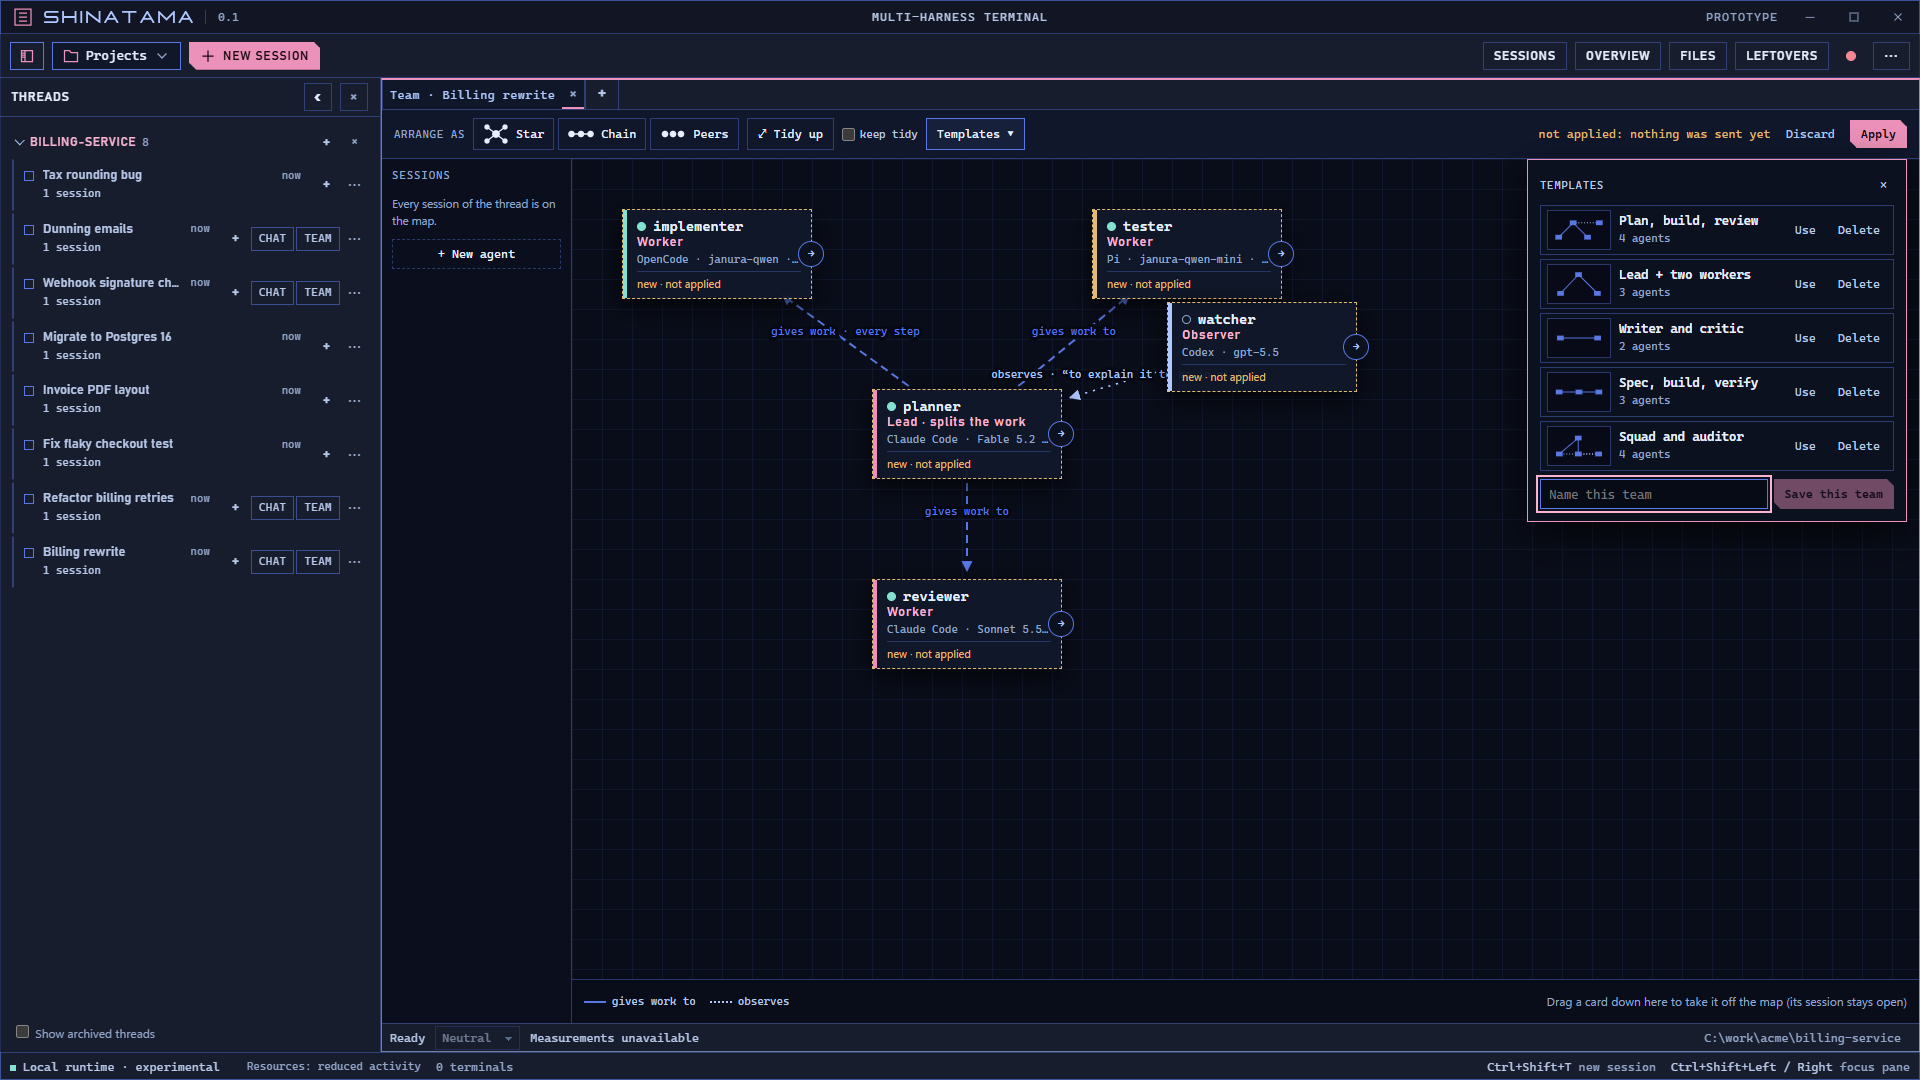 SHINATAMA 0.1
MULTI-HARNESS TERMINAL
PROTOTYPE
Projects
+ NEW SESSION
SESSIONS
OVERVIEW
FILES
LEFTOVERS
...
THREADS
BILLING-SERVICE 8
Tax rounding bug now
1 session
Dunning emails now
1 session
CHAT TEAM
Webhook signature ch... now
1 session
CHAT TEAM
Migrate to Postgres 16 now
1 session
Invoice PDF layout now
1 session
Fix flaky checkout test now
1 session
Refactor billing retries now
1 session
CHAT TEAM
Billing rewrite now
1 session
CHAT TEAM
Show archived threads
Team · Billing rewrite
ARRANGE AS
Star
Chain
Peers
Tidy up
keep tidy
Templates
not applied: nothing was sent yet
Discard
Apply
SESSIONS
Every session of the thread is on
the map.
+ New agent
implementer
Worker
OpenCode · janura-qwen ·…
new · not applied
tester
Worker
Pi · janura-qwen-mini · …
new · not applied
gives work · every step
gives work to
watcher
Observer
Codex · gpt-5.5
new · not applied
observes · “to explain it t
planner
Lead · splits the work
Claude Code · Fable 5.2 …
new · not applied
gives work to
reviewer
Worker
Claude Code · Sonnet 5.5…
new · not applied
TEMPLATES
Plan, build, review
4 agents
Use Delete
Lead + two workers
3 agents
Use Delete
Writer and critic
2 agents
Use Delete
Spec, build, verify
3 agents
Use Delete
Squad and auditor
4 agents
Use Delete
Name this team
Save this team
gives work to
observes
Drag a card down here to take it off the map (its session stays open)
Ready
Neutral
Measurements unavailable
C:\work\acme\billing-service
Local runtime · experimental
Resources: reduced activity
0 terminals
Ctrl+Shift+T new session
Ctrl+Shift+Left / Right focus pane